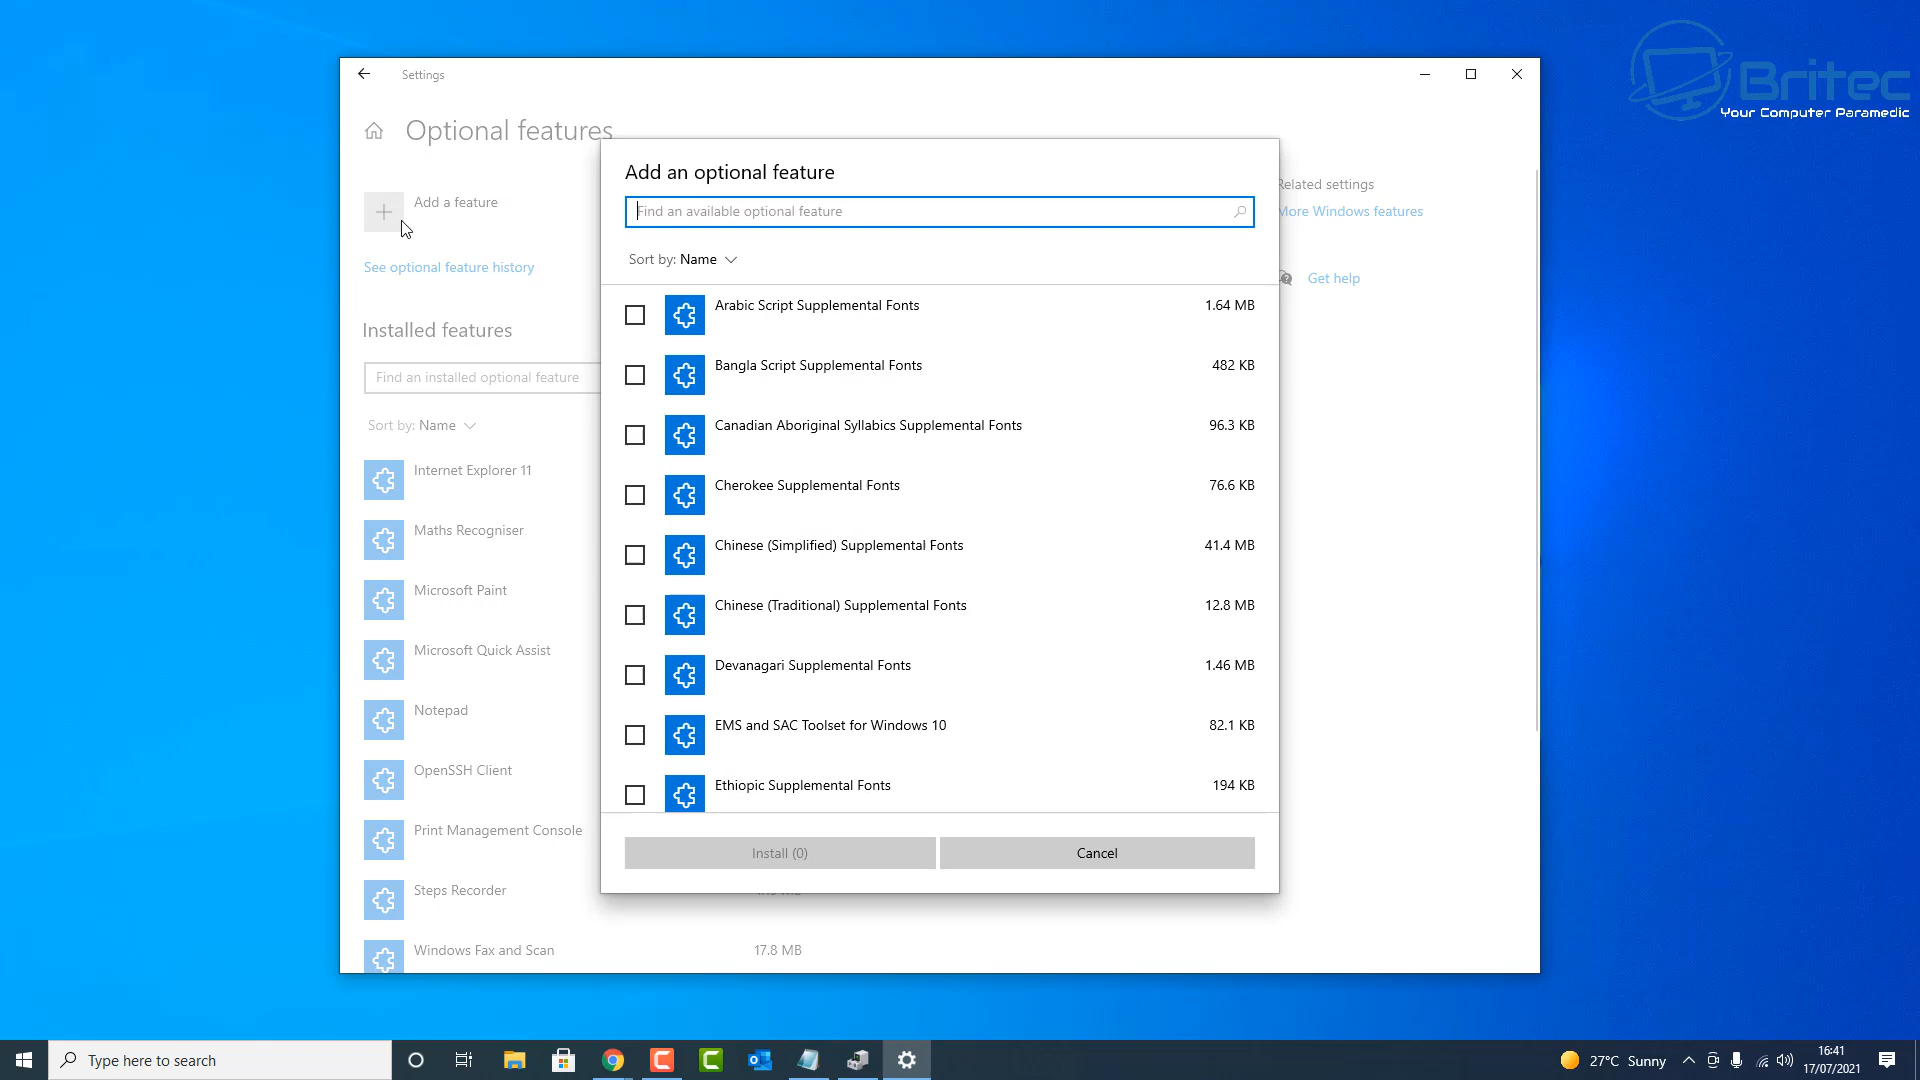 Settings
Britec
Your Computer Paramedic
Optional features
Add a feature
See optional feature history
Installed features
Find an installed optional feature
Sort by: Name
Internet Explorer 11
Maths Recogniser
Microsoft Paint
Microsoft Quick Assist
Notepad
OpenSSH Client
Print Management Console
Steps Recorder
Windows Fax and Scan
17.8 MB
Add an optional feature
Find an available optional feature
Sort by: Name
Arabic Script Supplemental Fonts
1.64 MB
Bangla Script Supplemental Fonts
482 KB
Canadian Aboriginal Syllabics Supplemental Fonts
96.3 KB
Cherokee Supplemental Fonts
76.6 KB
Chinese (Simplified) Supplemental Fonts
41.4 MB
Chinese (Traditional) Supplemental Fonts
12.8 MB
Devanagari Supplemental Fonts
1.46 MB
EMS and SAC Toolset for Windows 10
82.1 KB
Ethiopic Supplemental Fonts
194 KB
Install (0)
Cancel
Related settings
More Windows features
Get help
Type here to search
27°C Sunny
16:41
17/07/2021